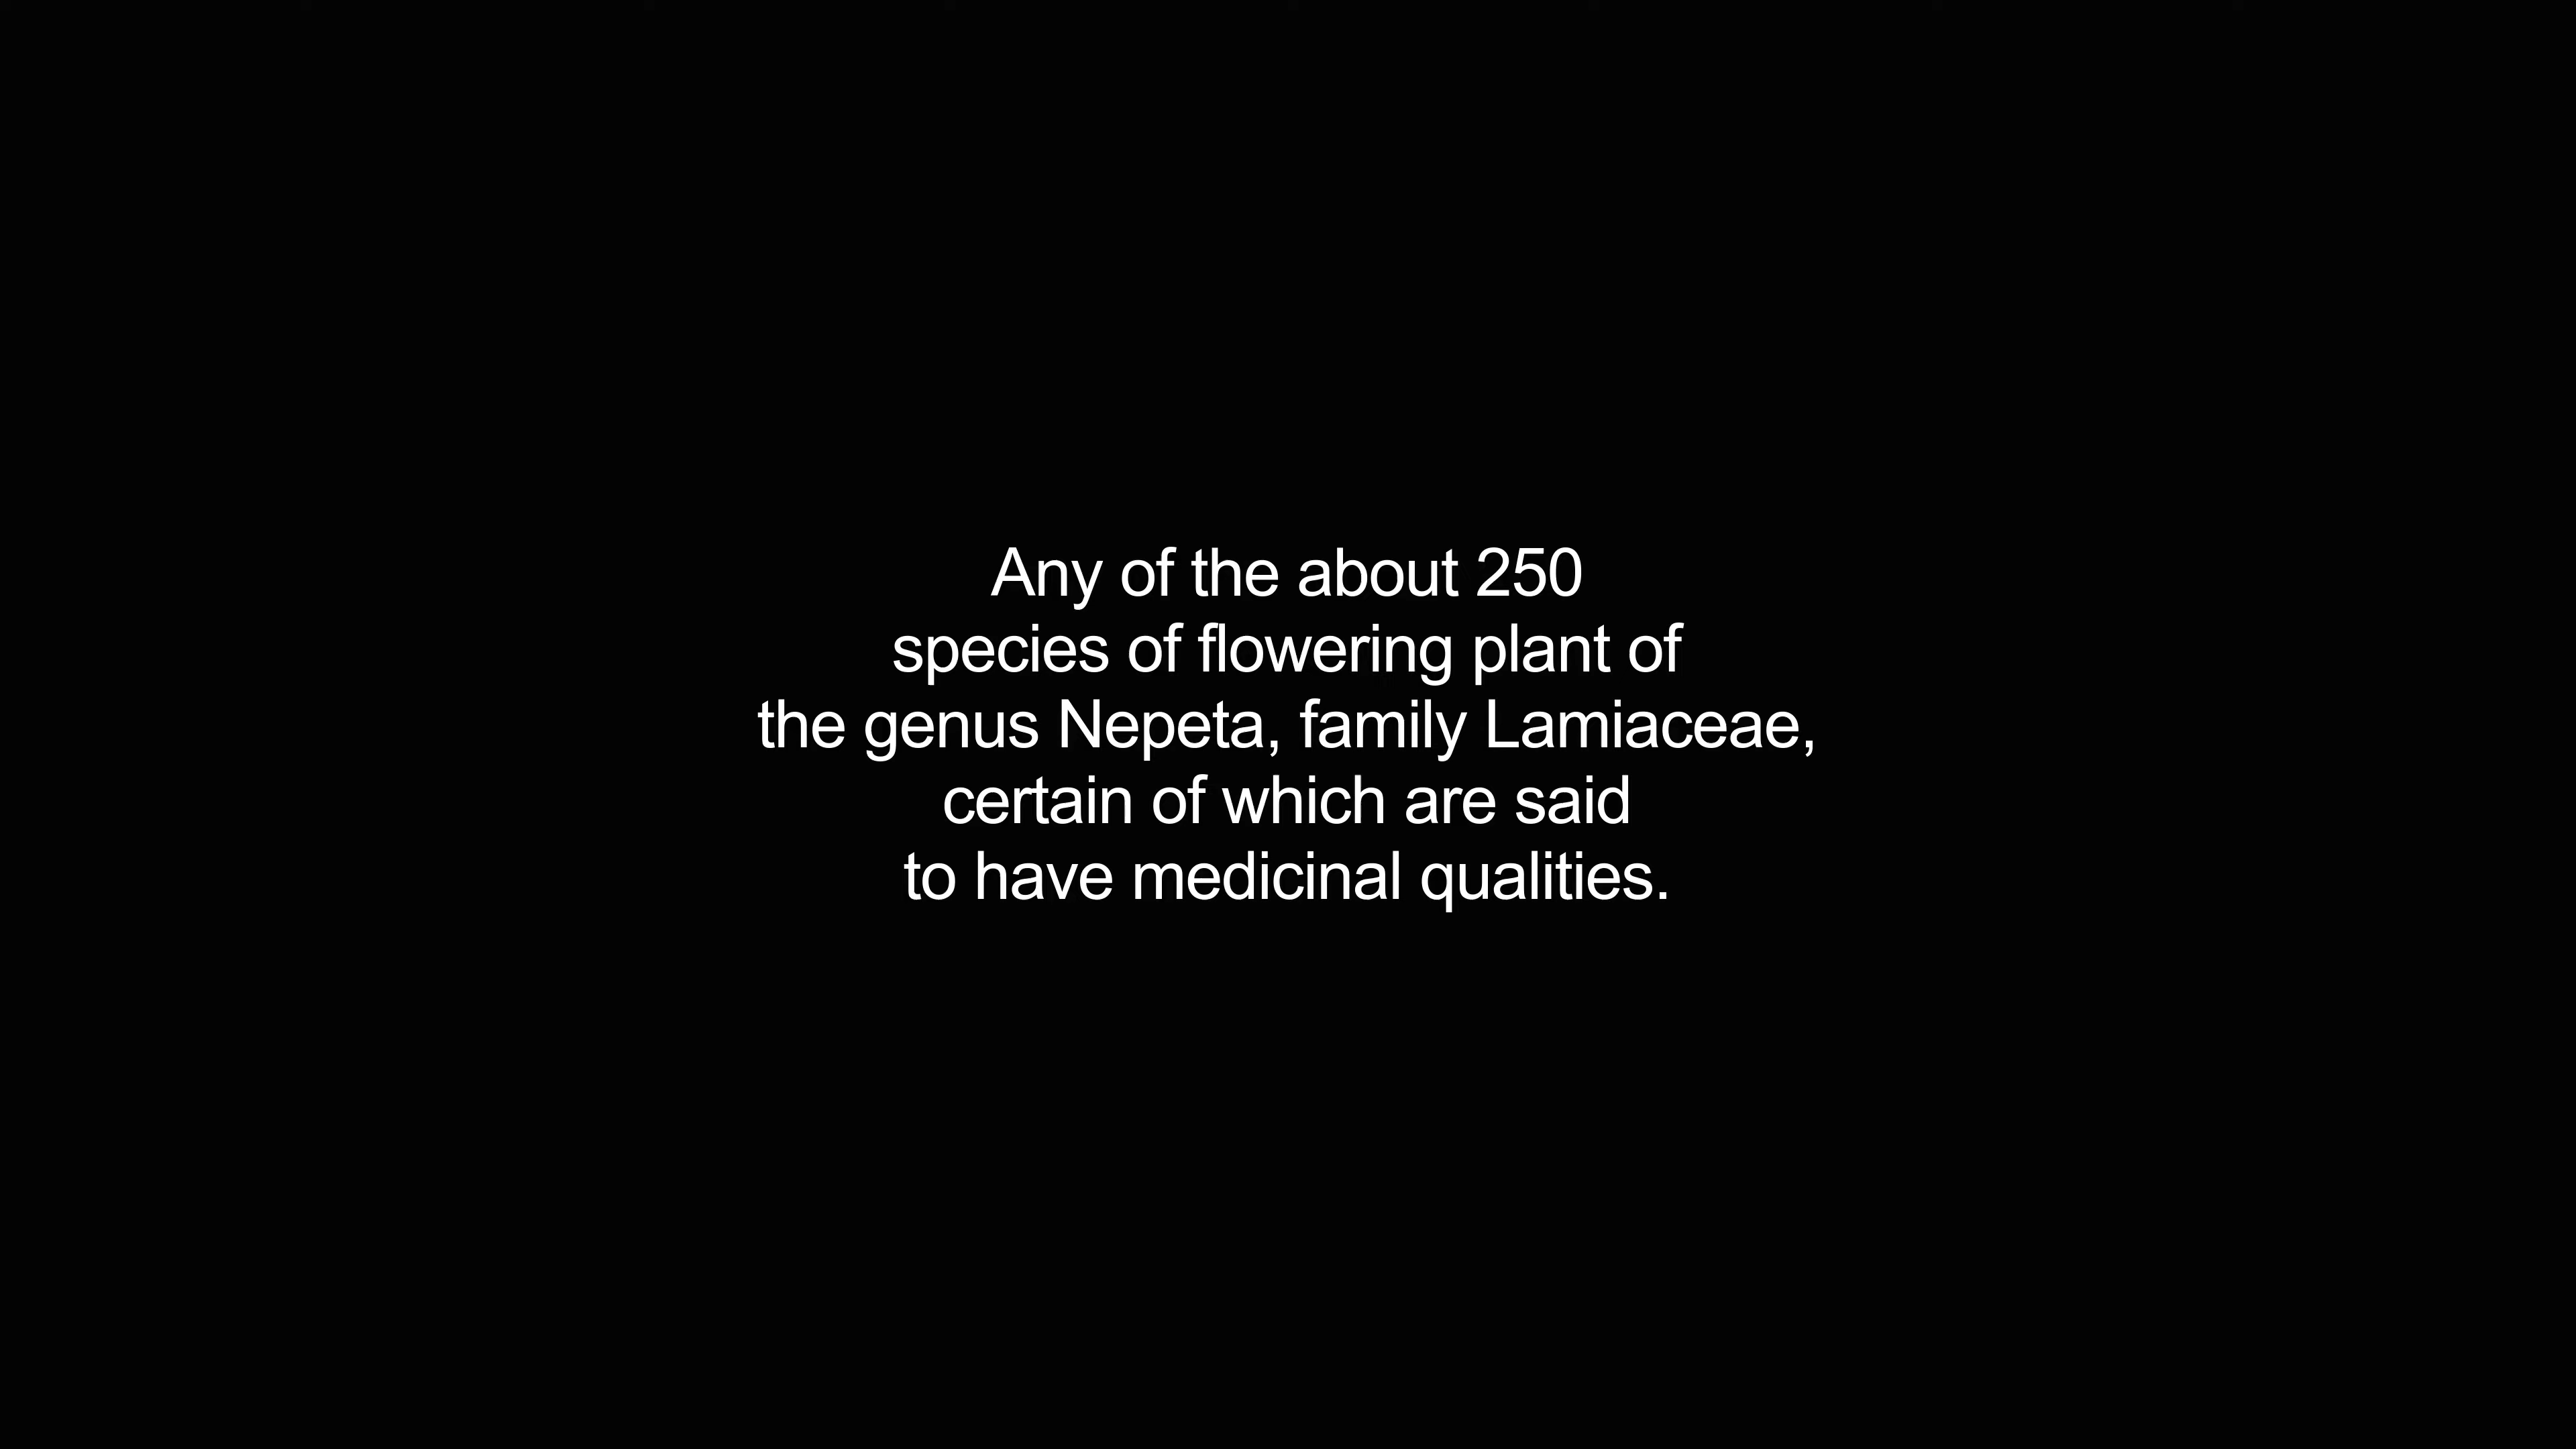 Any of the about 250
species of flowering plant of
the genus Nepeta, family Lamiaceae,
certain of which are said
to have medicinal qualities.